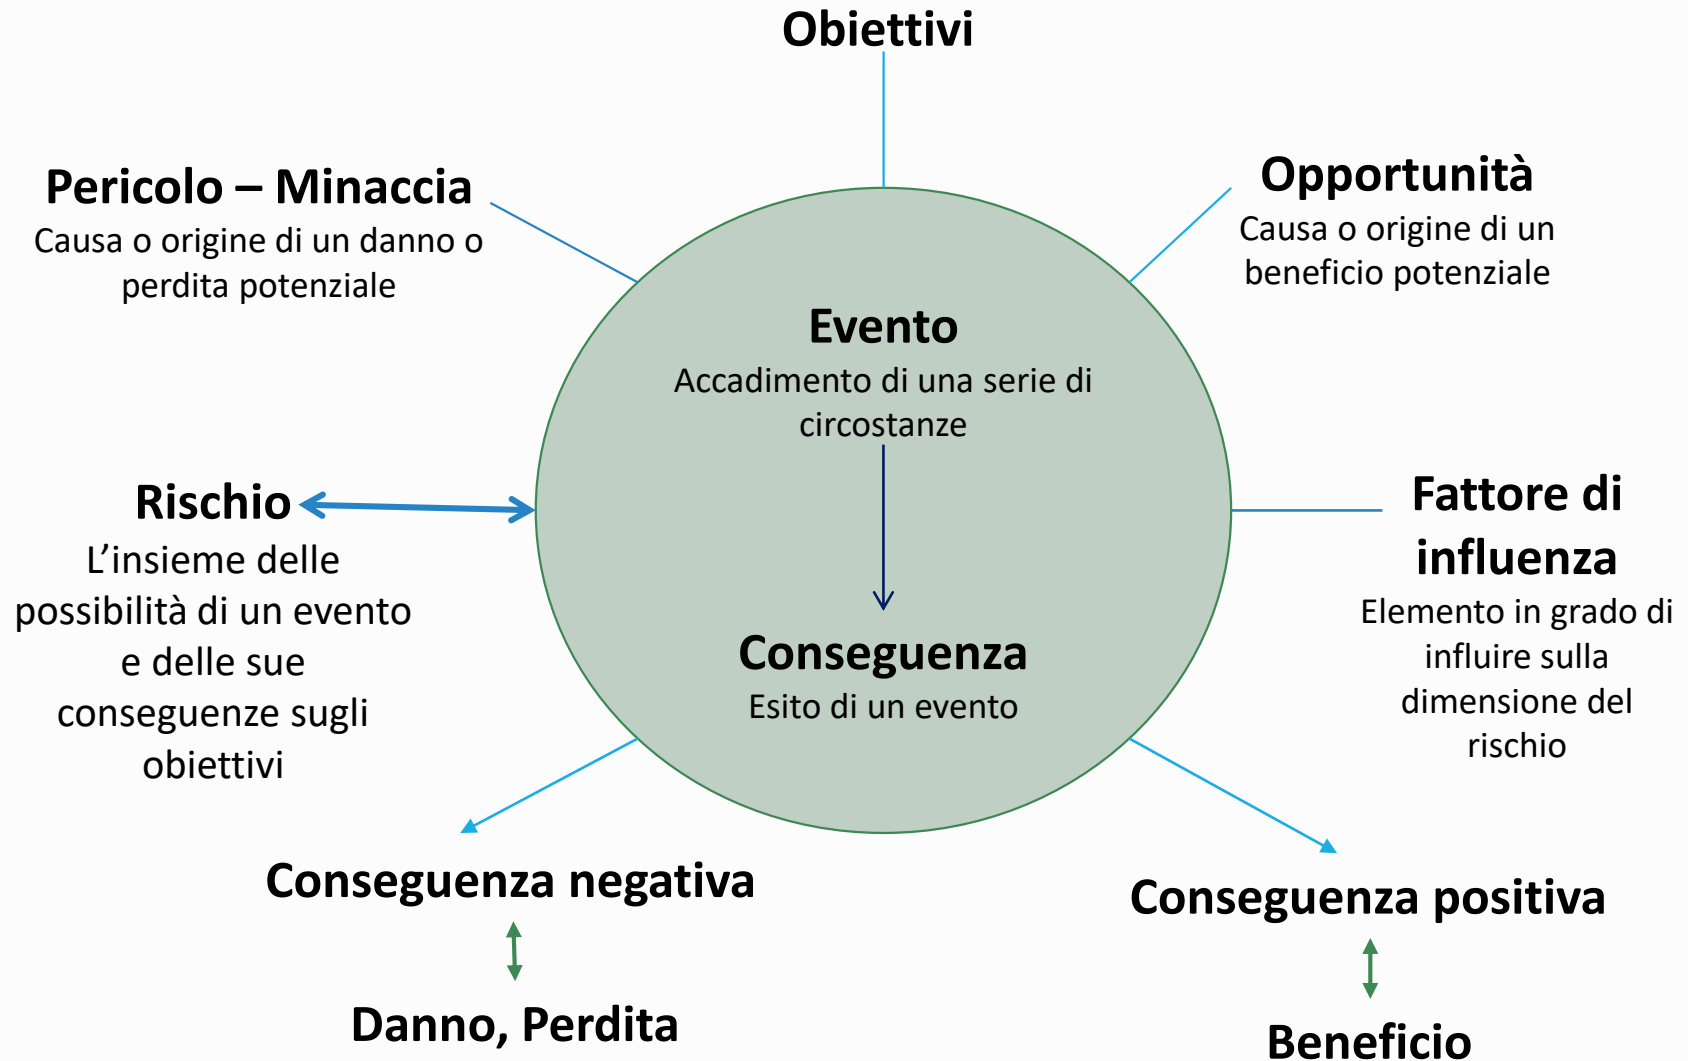 Obiettivi
Pericolo – Minaccia
Causa o origine di un danno o
perdita potenziale
Opportunità
Causa o origine di un
beneficio potenziale
Evento
Accadimento di una serie di
circostanze
Rischio
L’insieme delle
possibilità di un evento
e delle sue
conseguenze sugli
obiettivi
Fattore di
influenza
Elemento in grado di
influire sulla
dimensione del
rischio
Conseguenza
Esito di un evento
Conseguenza negativa
Danno, Perdita
Conseguenza positiva
Beneficio